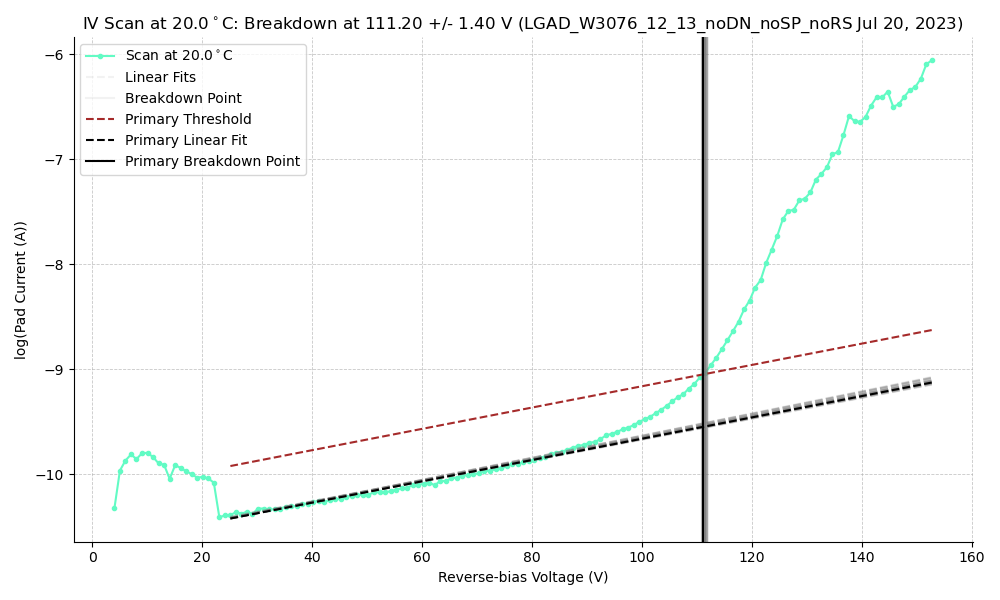 IV Scan at 20.0°C: Breakdown at 111.20 +/- 1.40 V (LGAD_W3076_12_13_noDN_noSP_noRS Jul 20, 2023)
Scan at 20.0°C
Linear Fits
Breakdown Point
Primary Threshold
Primary Linear Fit
Primary Breakdown Point
log(Pad Current (A))
−6
−7
−8
−9
−10
0 20 40 60 80 100 120 140 160
Reverse-bias Voltage (V)